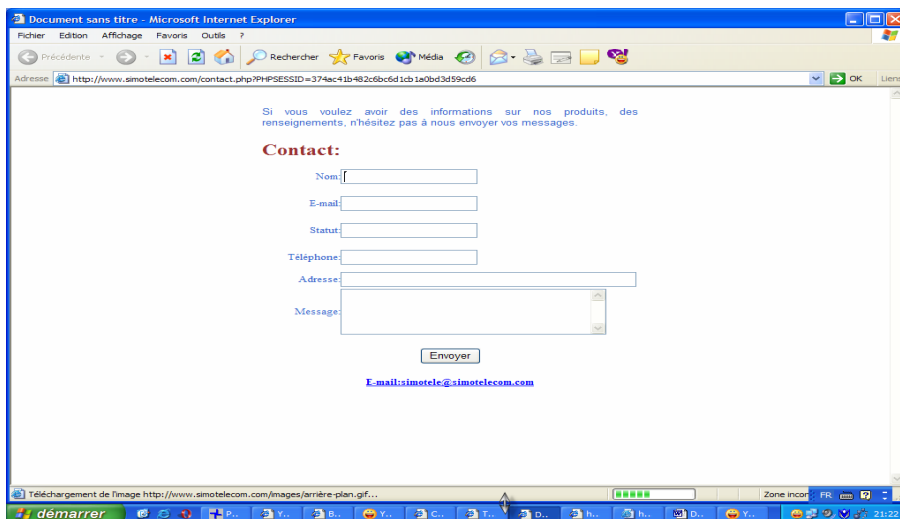 Document sans titre - Microsoft Internet Explorer
Fichier Edition Affichage Favoris Outils ?
Précédente Rechercher Favoris Média
Adresse http://www.simotelecom.com/contact.php?PHPSESSID=374ac41b482c6bc6d1cb1a0bd3d59cd6 OK Liens
Si vous voulez avoir des informations sur nos produits, des
renseignements, n'hésitez pas à nous envoyer vos messages.
Contact:
Nom:
E-mail:
Statut:
Téléphone:
Adresse:
Message:
Envoyer
E-mail:simotele@simotelecom.com
Téléchargement de l'image http://www.simotelecom.com/images/arrière-plan.gif... Zone incon FR
démarrer P.. Y.. B.. Y.. C.. T.. D.. h.. h.. D.. Y.. 21:22